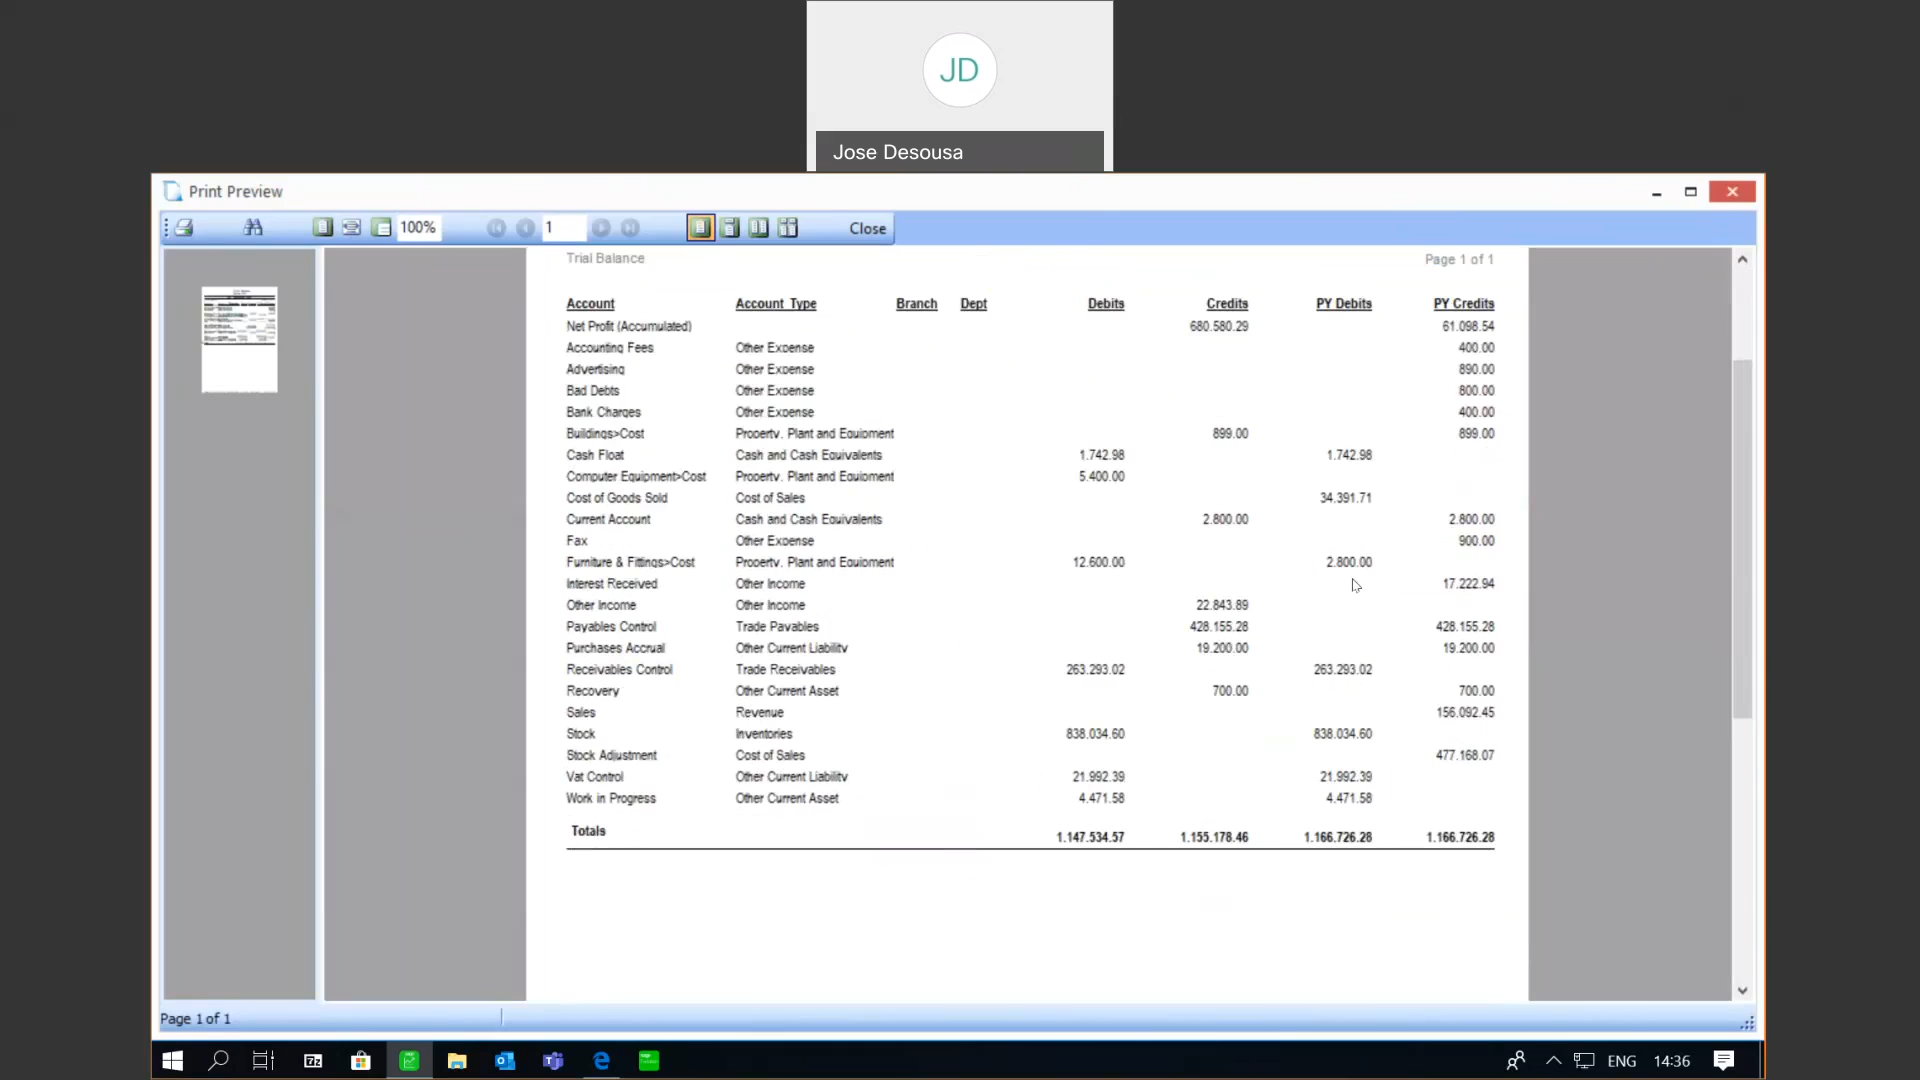 JD
Jose Desousa
Print Preview
100%
1
Close
Trial Balance Page 1 of 1
Account Account Type Branch Dept Debits Credits PY Debits PY Credits
Net Profit (Accumulated) 680.580.29 61.098.54
Accounting Fees Other Expense 400.00
Advertising Other Expense 890.00
Bad Debts Other Expense 800.00
Bank Charges Other Expense 400.00
Buildings>Cost Property. Plant and Equipment 899.00 899.00
Cash Float Cash and Cash Equivalents 1.742.98 1.742.98
Computer Equipment>Cost Property. Plant and Equipment 5.400.00
Cost of Goods Sold Cost of Sales 34.391.71
Current Account Cash and Cash Equivalents 2.800.00 2.800.00
Fax Other Expense 900.00
Furniture & Fittings>Cost Property. Plant and Equipment 12.600.00 2.800.00
Interest Received Other Income 17.222.94
Other Income Other Income 22.843.89
Payables Control Trade Payables 428.155.28 428.155.28
Purchases Accrual Other Current Liability 19.200.00 19.200.00
Receivables Control Trade Receivables 263.293.02 263.293.02
Recovery Other Current Asset 700.00 700.00
Sales Revenue 156.092.45
Stock Inventories 838.034.60 838.034.60
Stock Adjustment Cost of Sales 477.168.07
Vat Control Other Current Liability 21.992.39 21.992.39
Work in Progress Other Current Asset 4.471.58 4.471.58
Totals 1.147.534.57 1.155.178.46 1.166.726.28 1.166.726.28
Page 1 of 1
7z
ENG 14:36